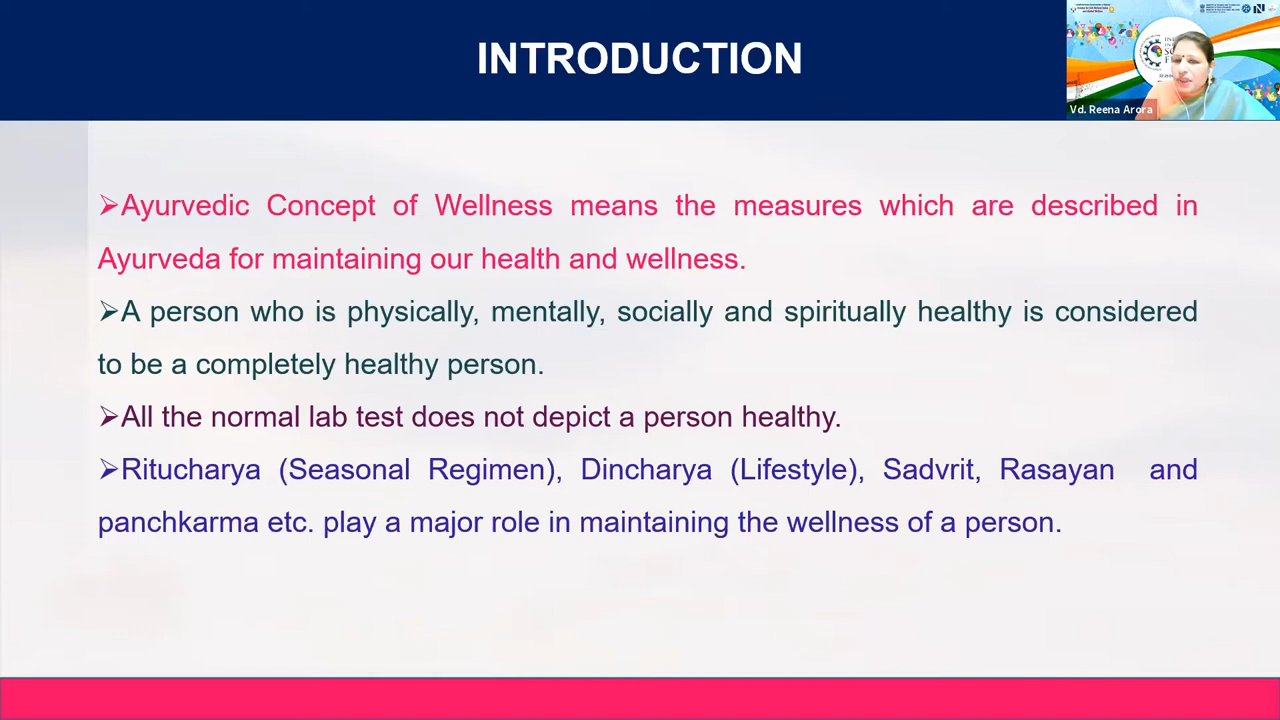 INTRODUCTION
Vd. Reena Arora
➢Ayurvedic Concept of Wellness means the measures which are described in
Ayurveda for maintaining our health and wellness.
➢A person who is physically, mentally, socially and spiritually healthy is considered
to be a completely healthy person.
➢All the normal lab test does not depict a person healthy.
➢Ritucharya (Seasonal Regimen), Dincharya (Lifestyle), Sadvrit, Rasayan and
panchkarma etc. play a major role in maintaining the wellness of a person.